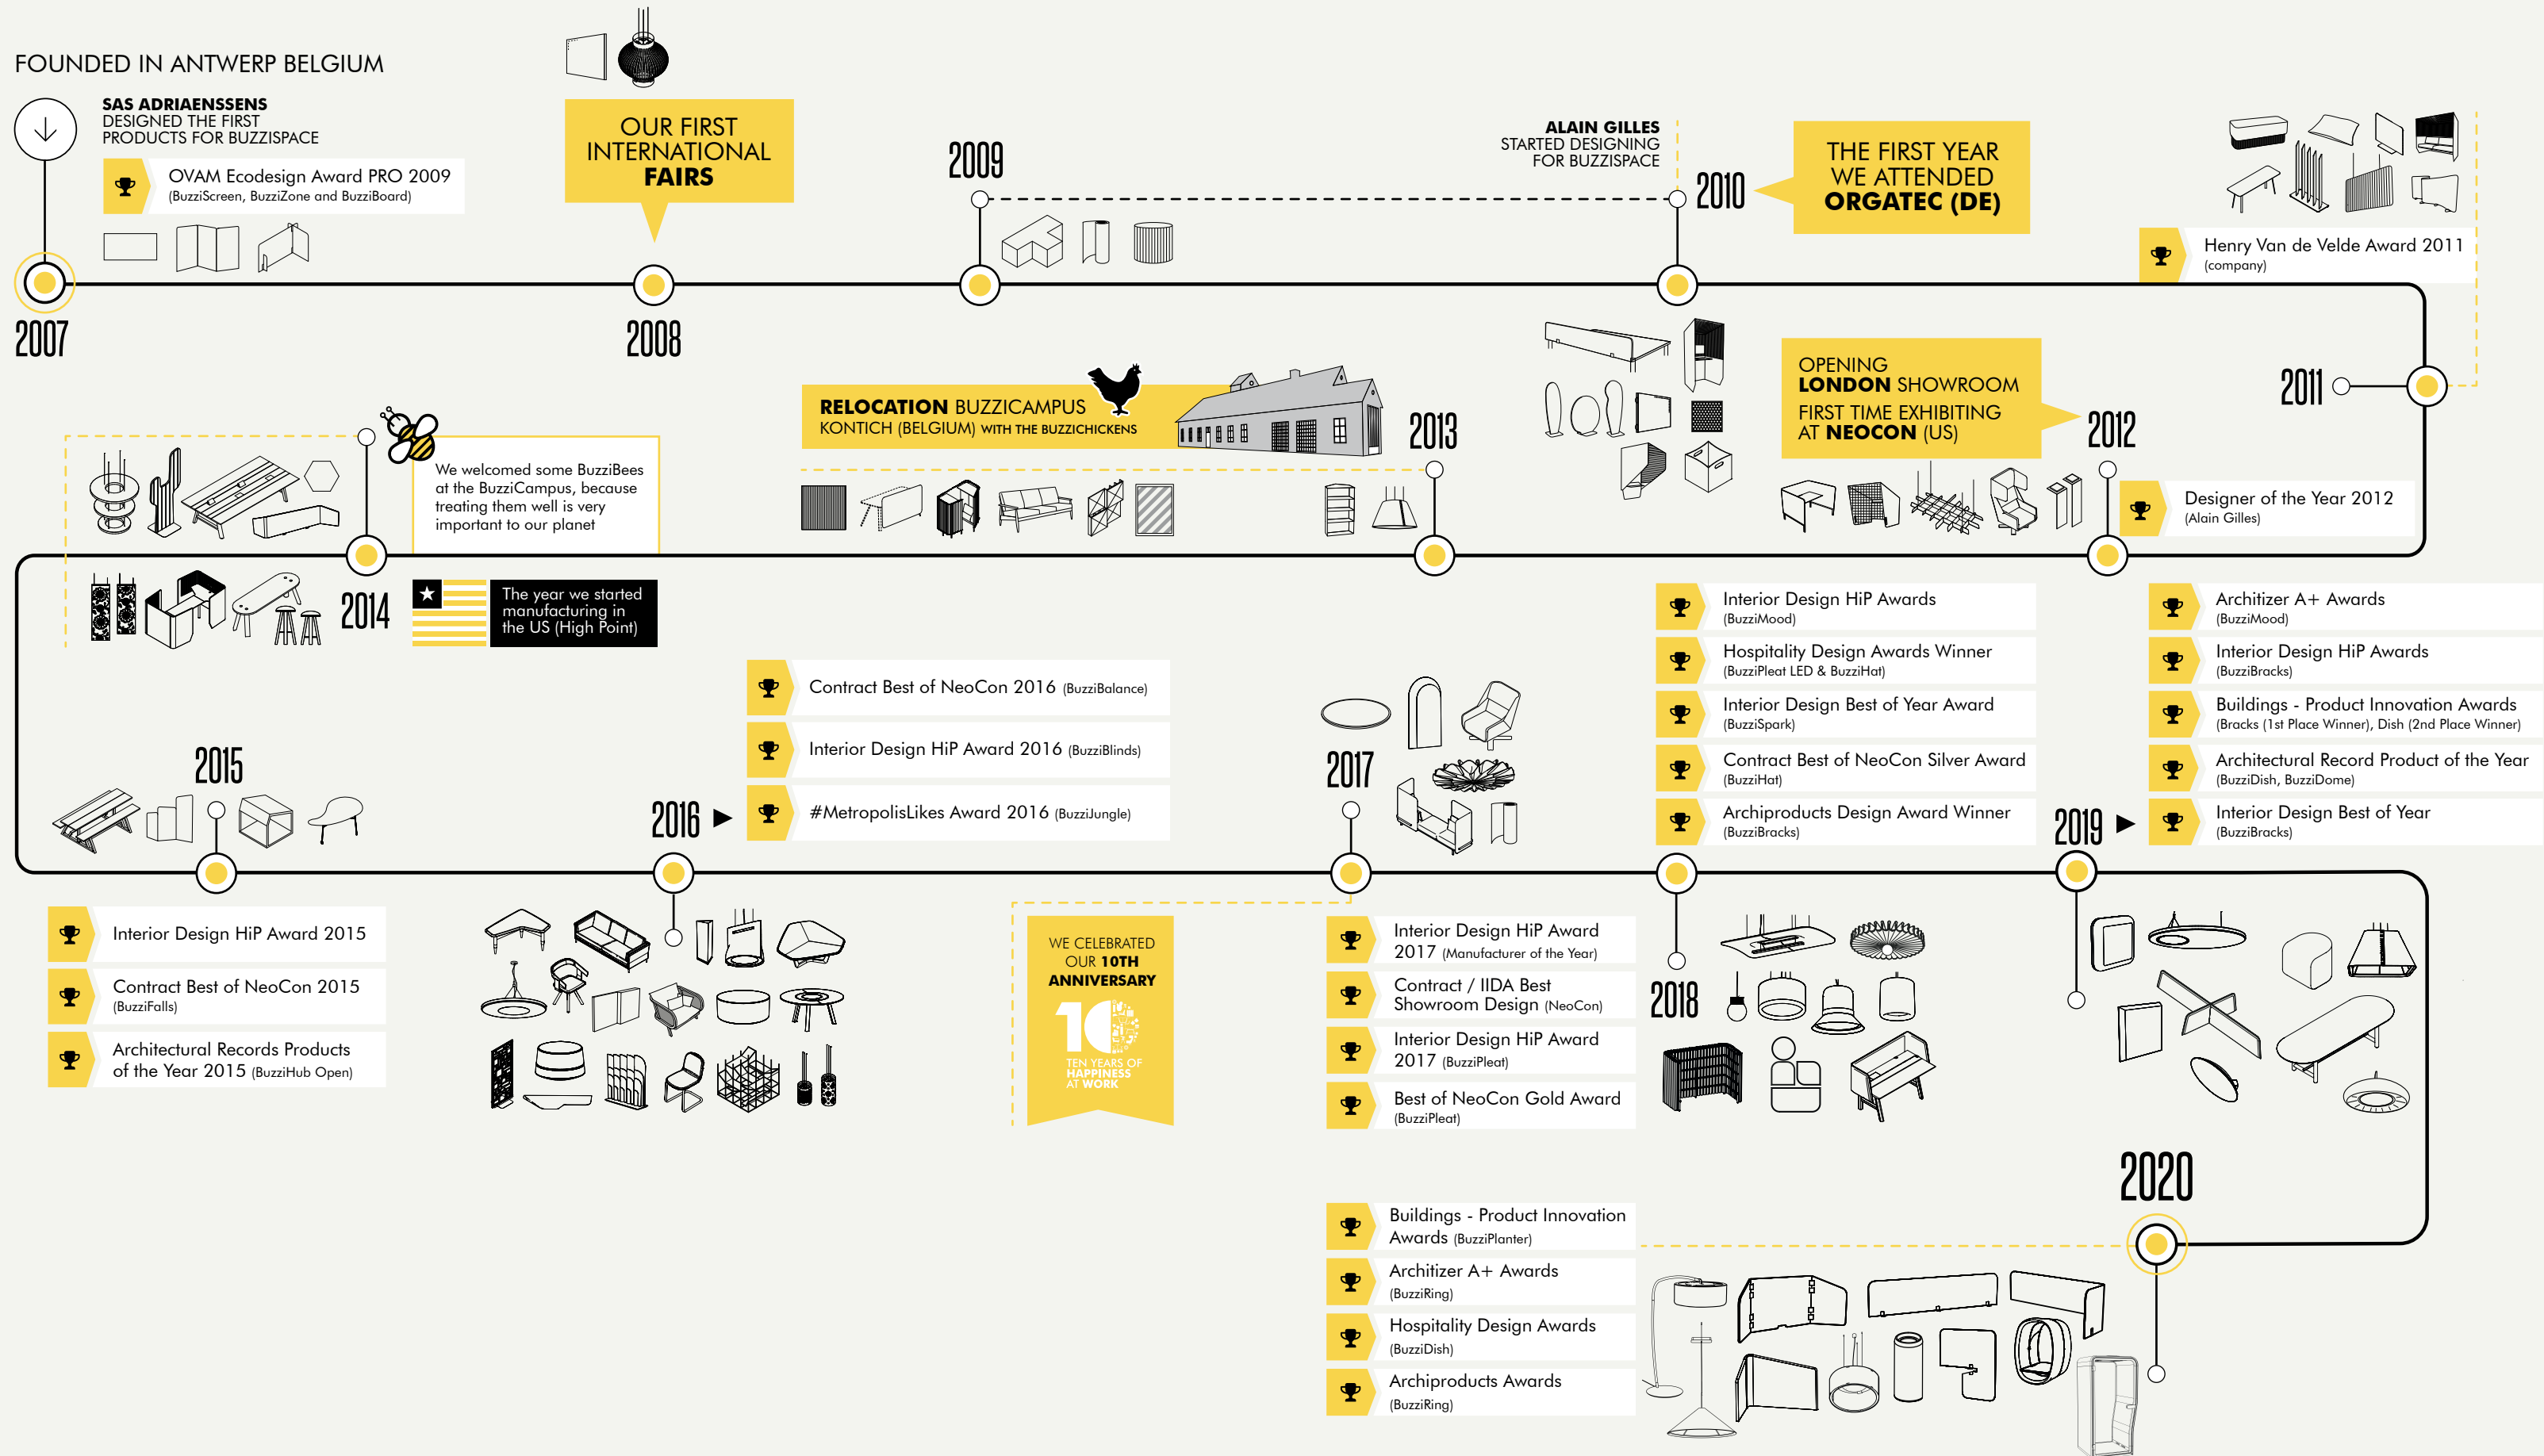 FOUNDED IN ANTWERP BELGIUM
SAS ADRIAENSSENS
DESIGNED THE FIRST
PRODUCTS FOR BUZZISPACE
OVAM Ecodesign Award PRO 2009
(BuzziScreen, BuzziZone and BuzziBoard)
2007
OUR FIRST
INTERNATIONAL
FAIRS
2008
2009
ALAIN GILLES
STARTED DESIGNING
FOR BUZZISPACE
2010
THE FIRST YEAR
WE ATTENDED
ORGATEC (DE)
Henry Van de Velde Award 2011
(company)
2011
OPENING
LONDON SHOWROOM
FIRST TIME EXHIBITING
AT NEOCON (US)
2012
Designer of the Year 2012
(Alain Gilles)
RELOCATION BUZZICAMPUS
KONTICH (BELGIUM) WITH THE BUZZICHICKENS
2013
We welcomed some BuzziBees
at the BuzziCampus, because
treating them well is very
important to our planet
2014
The year we started
manufacturing in
the US (High Point)
2015
Interior Design HiP Award 2015
Contract Best of NeoCon 2015
(BuzziFalls)
Architectural Records Products
of the Year 2015 (BuzziHub Open)
2016
Contract Best of NeoCon 2016 (BuzziBalance)
Interior Design HiP Award 2016 (BuzziBlinds)
#MetropolisLikes Award 2016 (BuzziJungle)
2017
WE CELEBRATED
OUR 10TH
ANNIVERSARY
10
TEN YEARS OF
HAPPINESS
AT WORK
Interior Design HiP Award
2017 (Manufacturer of the Year)
Contract / IIDA Best
Showroom Design (NeoCon)
Interior Design HiP Award
2017 (BuzziPleat)
Best of NeoCon Gold Award
(BuzziPleat)
2018
Interior Design HiP Awards
(BuzziMood)
Hospitality Design Awards Winner
(BuzziPleat LED & BuzziHat)
Interior Design Best of Year Award
(BuzziSpark)
Contract Best of NeoCon Silver Award
(BuzziHat)
Archiproducts Design Award Winner
(BuzziBracks)
2019
Architizer A+ Awards
(BuzziMood)
Interior Design HiP Awards
(BuzziBracks)
Buildings - Product Innovation Awards
(Bracks (1st Place Winner), Dish (2nd Place Winner)
Architectural Record Product of the Year
(BuzziDish, BuzziDome)
Interior Design Best of Year
(BuzziBracks)
2020
Buildings - Product Innovation
Awards (BuzziPlanter)
Architizer A+ Awards
(BuzziRing)
Hospitality Design Awards
(BuzziDish)
Archiproducts Awards
(BuzziRing)